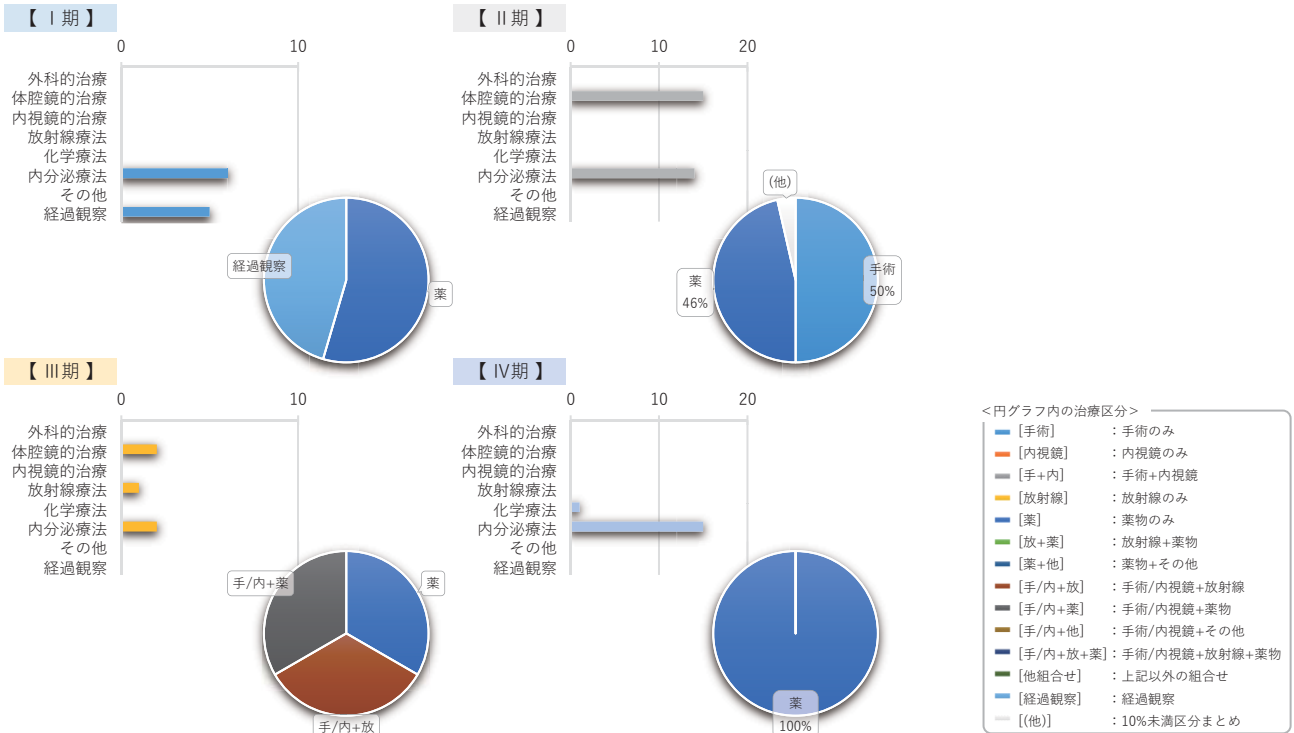 【 Ⅰ期 】
0 10
外科的治療
体腔鏡的治療
内視鏡的治療
放射線療法
化学療法
内分泌療法
その他
経過観察
経過観察
薬
【 Ⅱ期 】
0 10 20
外科的治療
体腔鏡的治療
内視鏡的治療
放射線療法
化学療法
内分泌療法
その他
経過観察
(他)
薬
46%
手術
50%
【 Ⅲ期 】
0 10
外科的治療
体腔鏡的治療
内視鏡的治療
放射線療法
化学療法
内分泌療法
その他
経過観察
手/内+薬
薬
手/内+放
【 Ⅳ期 】
0 10 20
外科的治療
体腔鏡的治療
内視鏡的治療
放射線療法
化学療法
内分泌療法
その他
経過観察
薬
100%
<円グラフ内の治療区分>
[手術] :手術のみ
[内視鏡] :内視鏡のみ
[手+内] :手術+内視鏡
[放射線] :放射線のみ
[薬] :薬物のみ
[放+薬] :放射線+薬物
[薬+他] :薬物+その他
[手/内+放] :手術/内視鏡+放射線
[手/内+薬] :手術/内視鏡+薬物
[手/内+他] :手術/内視鏡+その他
[手/内+放+薬]:手術/内視鏡+放射線+薬物
[他組合せ] :上記以外の組合せ
[経過観察] :経過観察
[(他)] :10%未満区分まとめ